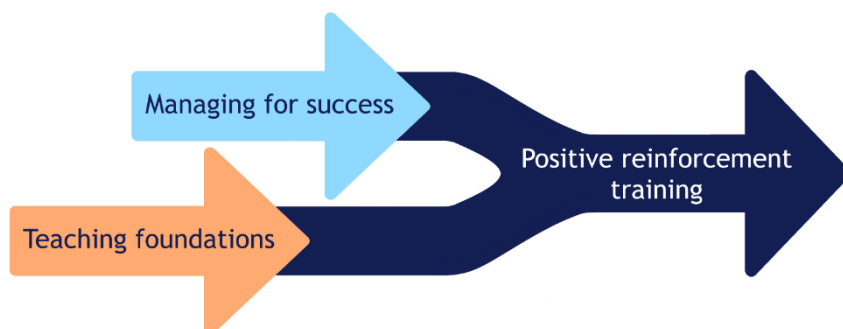 Managing for success
Teaching foundations
Positive reinforcement
training